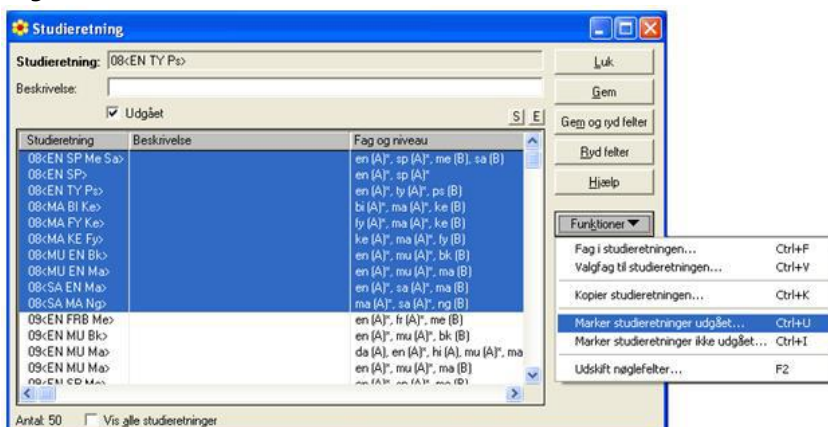 Studieretning
Studieretning: 08<EN TY Ps>
Luk
Beskrivelse:
Gem
Udgået
S E
Gem og ryd felter
Studieretning Beskrivelse Fag og niveau
Ryd felter
08<EN SP Me Sa> en (A)*, sp (A)*, me (B), sa (B)
08<EN SP> en (A)*, sp (A)*
Hjælp
08<EN TY Ps> en (A)*, ty (A)*, ps (B)
08<MA BI Ke> bi (A)*, ma (A)*, ke (B)
08<MA FY Ke> fy (A)*, ma (A)*, ke (B)
Funktioner
08<MA KE Fy> ke (A)*, ma (A)*, fy (B)
Fag i studieretningen... Ctrl+F
08<MU EN Bk> en (A)*, mu (A)*, bk (B)
Valgfag til studieretningen... Ctrl+V
08<MU EN Ma> en (A)*, mu (A)*, ma (B)
08<SA EN Ma> en (A)*, sa (A)*, ma (B)
Kopier studieretningen... Ctrl+K
08<SA MA Ng> ma (A)*, sa (A)*, ng (B)
09<EN FRB Me> en (A)*, fr (A)*, me (B)
Marker studieretninger udgået... Ctrl+U
09<EN MU Bk> en (A)*, mu (A)*, bk (B)
Marker studieretninger ikke udgået... Ctrl+I
09<EN MU Ma> da (A), en (A)*, hi (A), mu (A)*, ma
09<EN MU Ma> en (A)*, mu (A)*, ma (B)
Udskift nøglefelter... F2
Antal: 50 Vis alle studieretninger